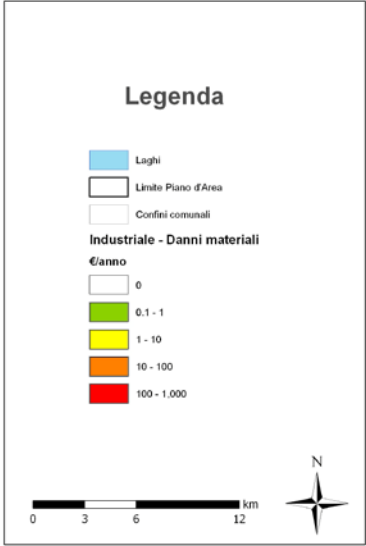 Legenda
Laghi
Limite Piano d'Area
Confini comunali
Industriale - Danni materiali
€/anno
0
0.1 - 1
1 - 10
10 - 100
100 - 1,000
N
km
0 3 6 12